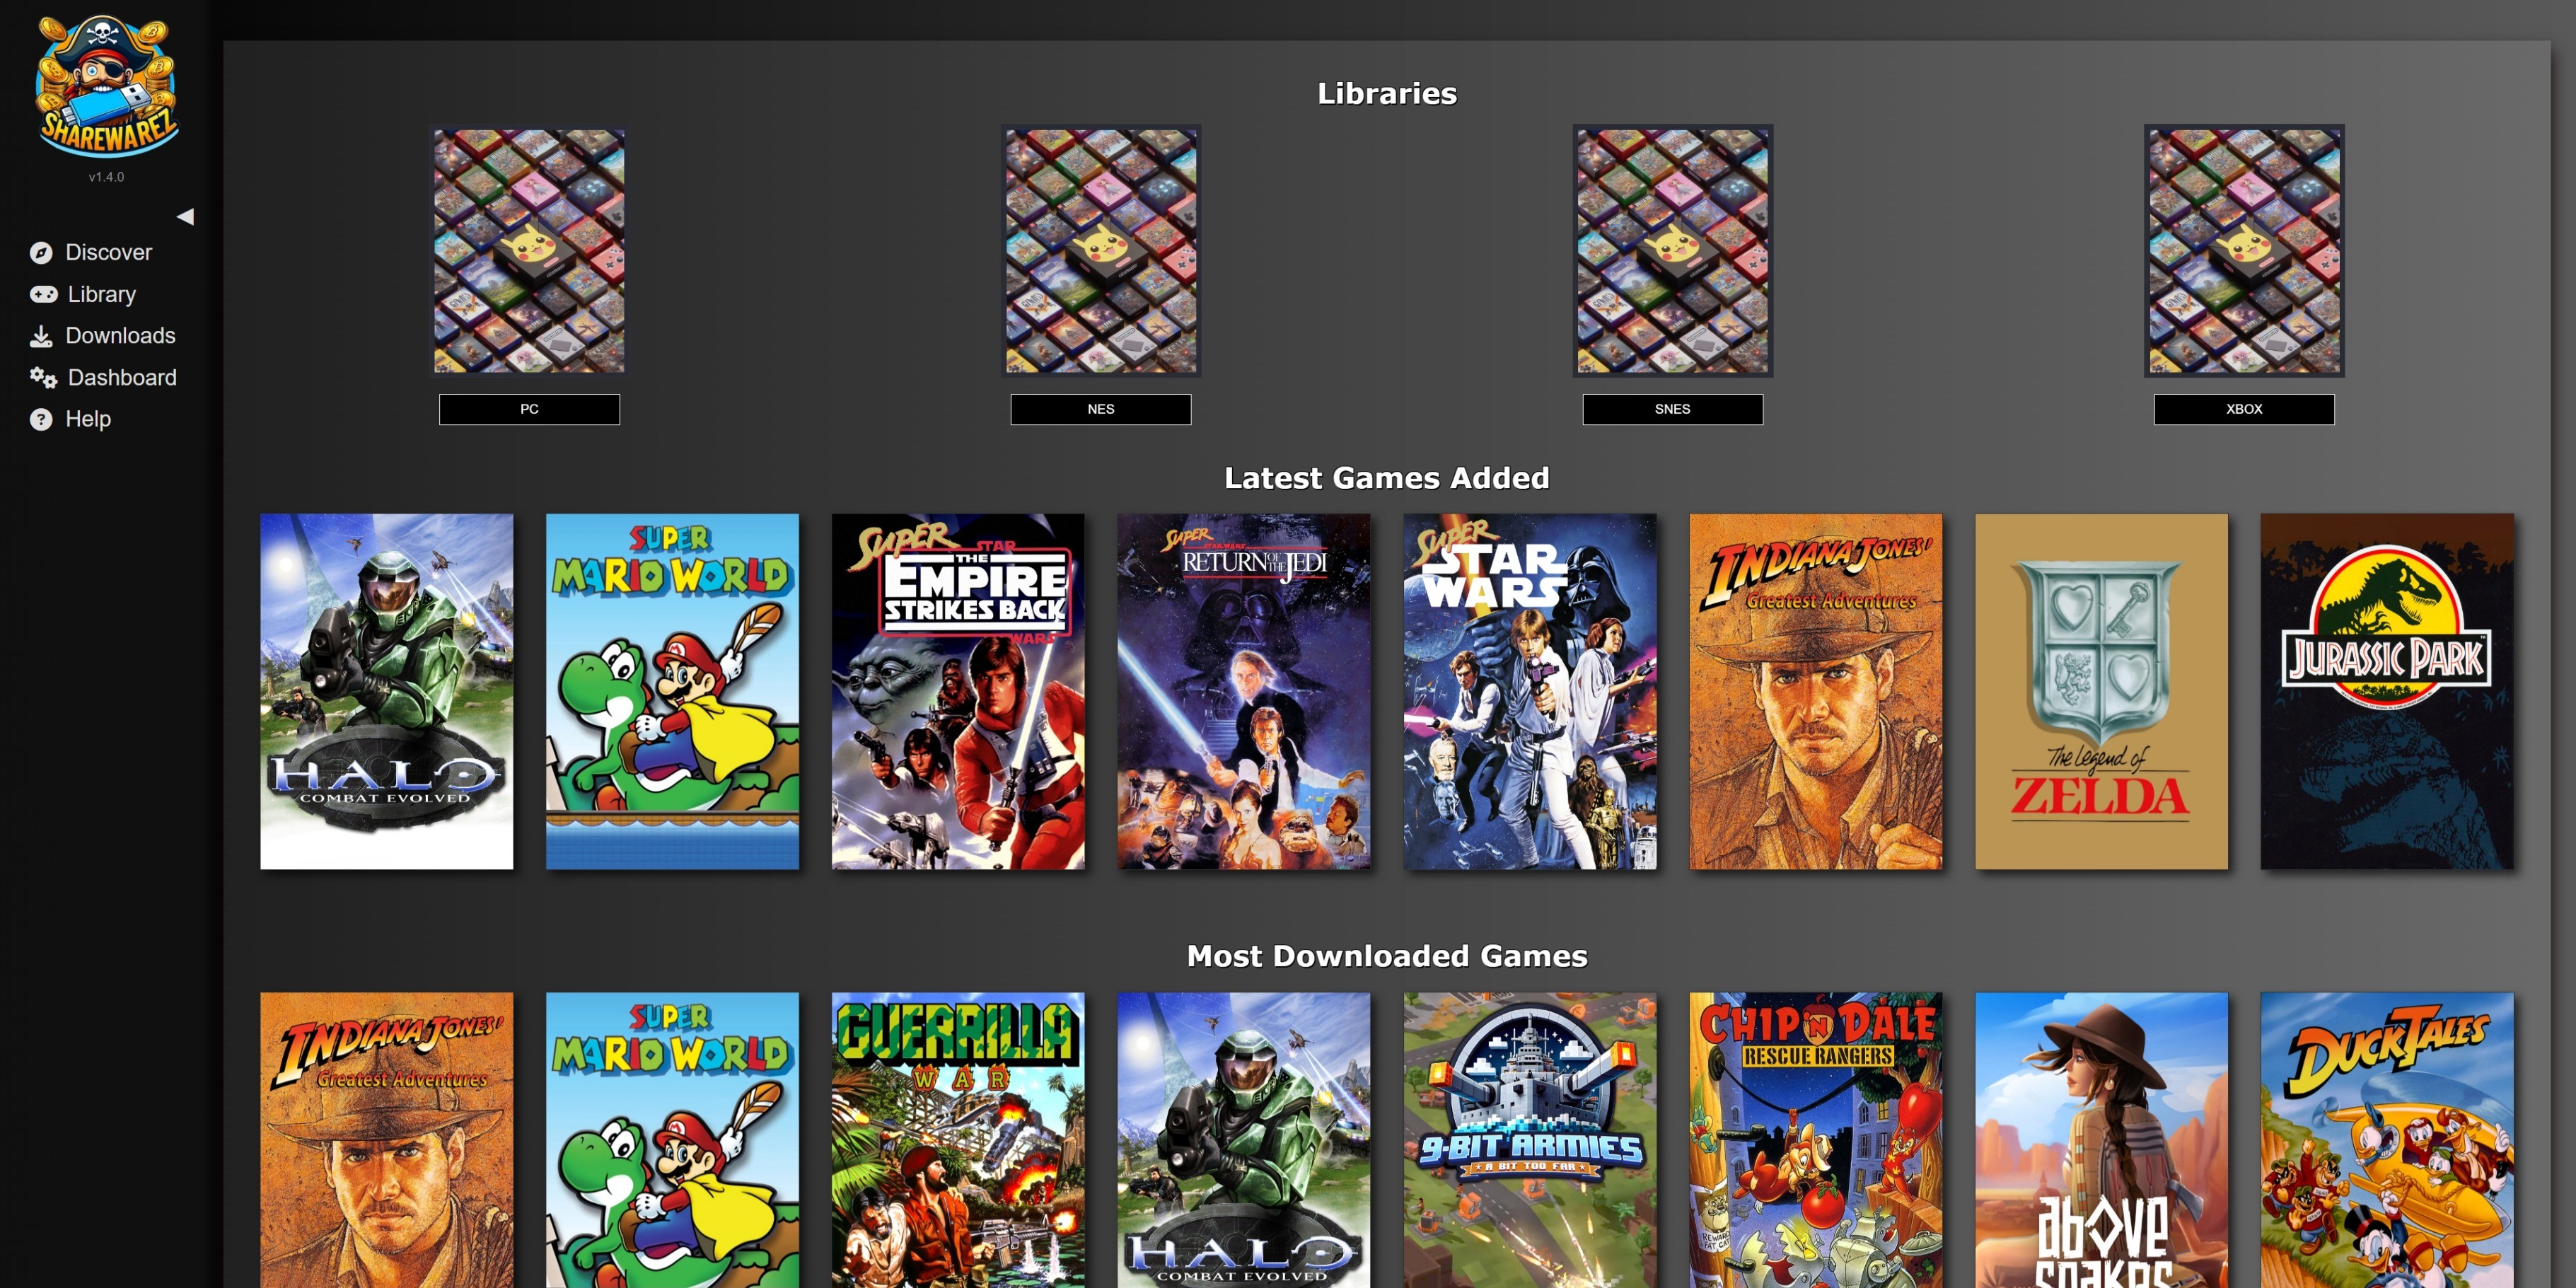 SHAREWAREZ
v1.4.0
Discover
Library
Downloads
Dashboard
Help
Libraries
PC
NES
SNES
XBOX
Latest Games Added
HALO
COMBAT EVOLVED
SUPER
MARIO WORLD
SUPER
STAR
THE
EMPIRE
STRIKES BACK
WARS
SUPER
STAR WARS
RETURN OF THE JEDI
SUPER
STAR
WARS
INDIANA JONES'
Greatest Adventures
The Legend of
ZELDA
JURASSIC PARK
Most Downloaded Games
INDIANA JONES'
Greatest Adventures
SUPER
MARIO WORLD
GUERRILLA
WAR
HALO
COMBAT EVOLVED
9-BIT ARMIES
A BIT TOO FAR
CHIP 'N DALE
RESCUE RANGERS
REWARD
FAT CAT
above
snakes
DUCKTALES